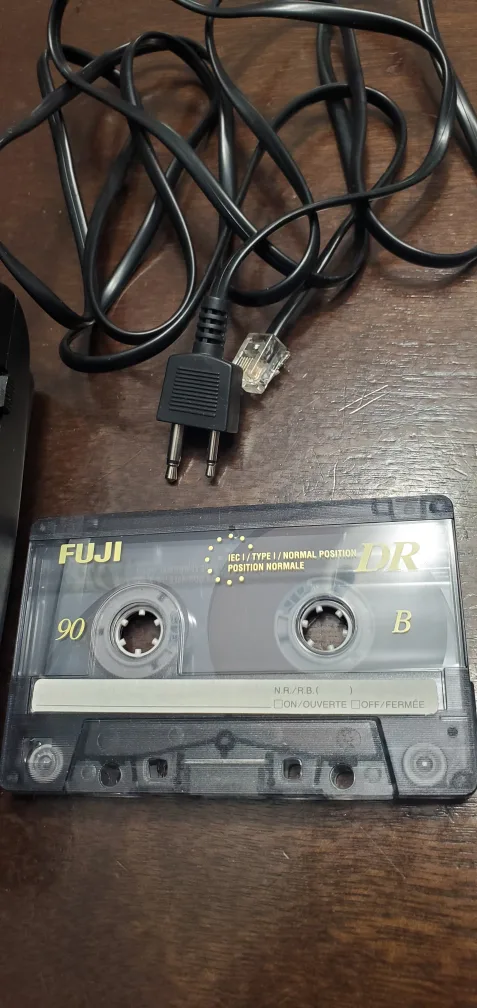 FUJI
IEC I / TYPE I / NORMAL POSITION
POSITION NORMALE
DR
90
B
N.R./R.B. (        )
☐ON/OUVERTE ☐OFF/FERMÉE